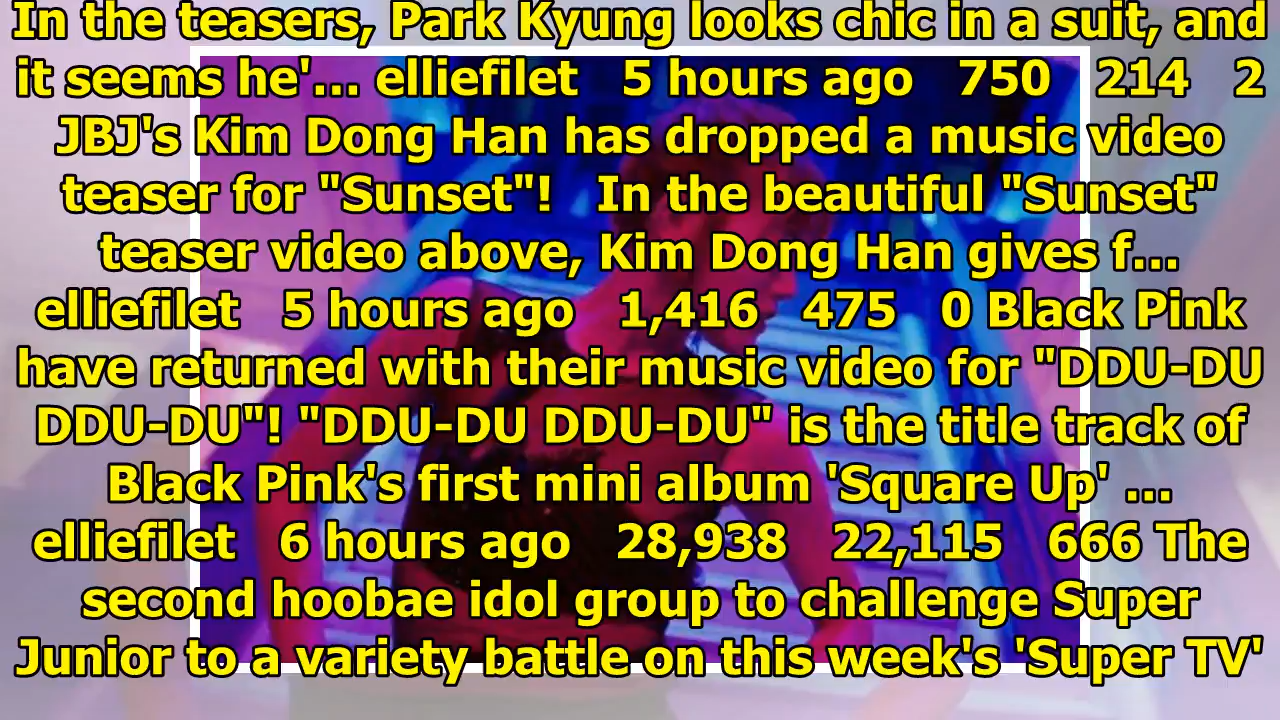 In the teasers, Park Kyung looks chic in a suit, and
it seems he'... elliefilet 5 hours ago 750 214 2
JBJ's Kim Dong Han has dropped a music video
teaser for "Sunset"! In the beautiful "Sunset"
teaser video above, Kim Dong Han gives f...
elliefilet 5 hours ago 1,416 475 0 Black Pink
have returned with their music video for "DDU-DU
DDU-DU"! "DDU-DU DDU-DU" is the title track of
Black Pink's first mini album 'Square Up' ...
elliefilet 6 hours ago 28,938 22,115 666 The
second hoobae idol group to challenge Super
Junior to a variety battle on this week's 'Super TV'